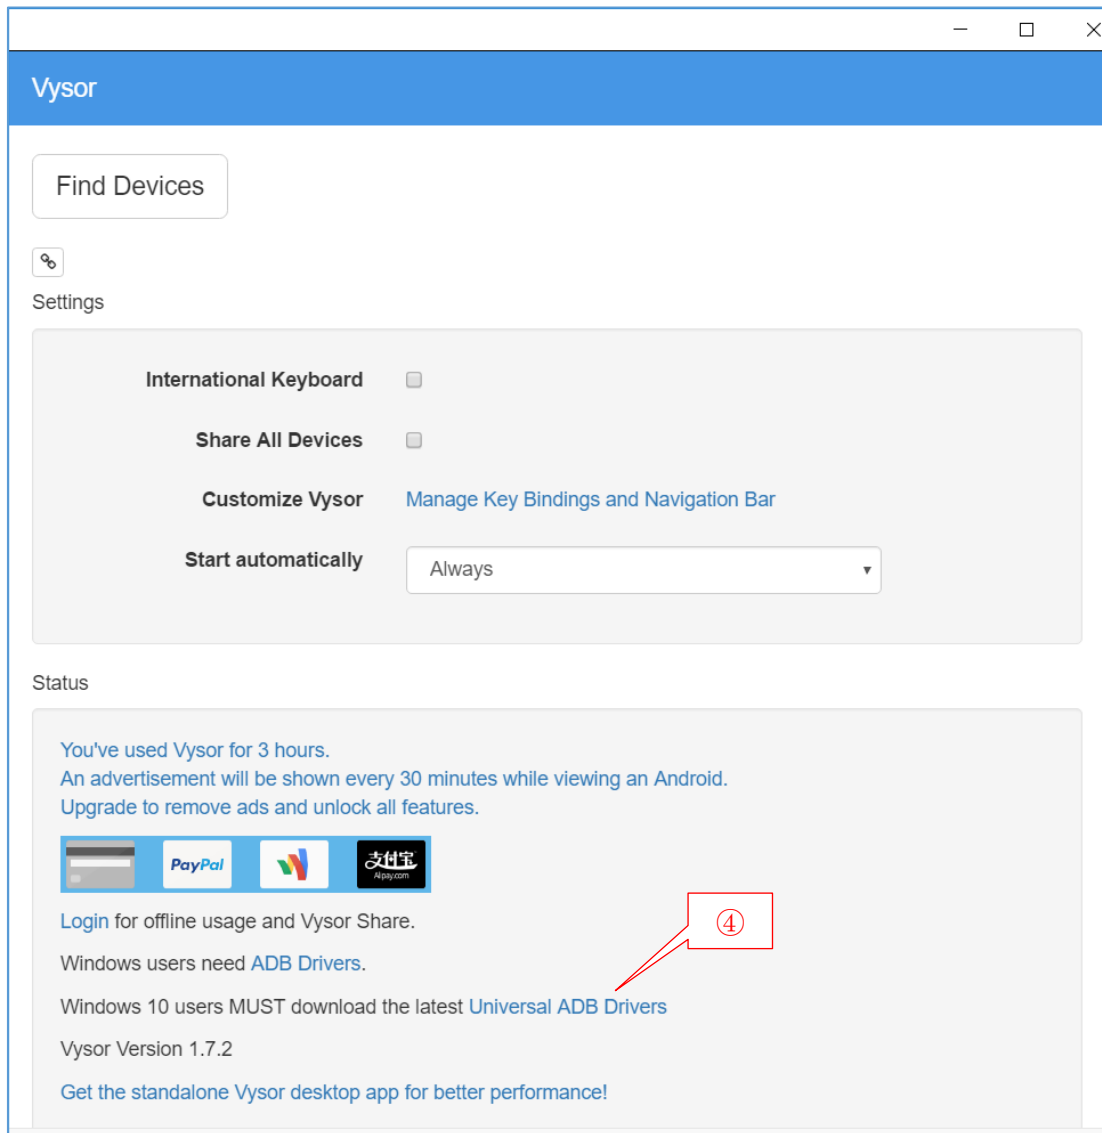 Vysor
Find Devices
Settings
International Keyboard
Share All Devices
Customize Vysor Manage Key Bindings and Navigation Bar
Start automatically Always
Status
You've used Vysor for 3 hours.
An advertisement will be shown every 30 minutes while viewing an Android.
Upgrade to remove ads and unlock all features.
PayPal 支付宝
Alipay.com
Login for offline usage and Vysor Share.
④
Windows users need ADB Drivers.
Windows 10 users MUST download the latest Universal ADB Drivers
Vysor Version 1.7.2
Get the standalone Vysor desktop app for better performance!